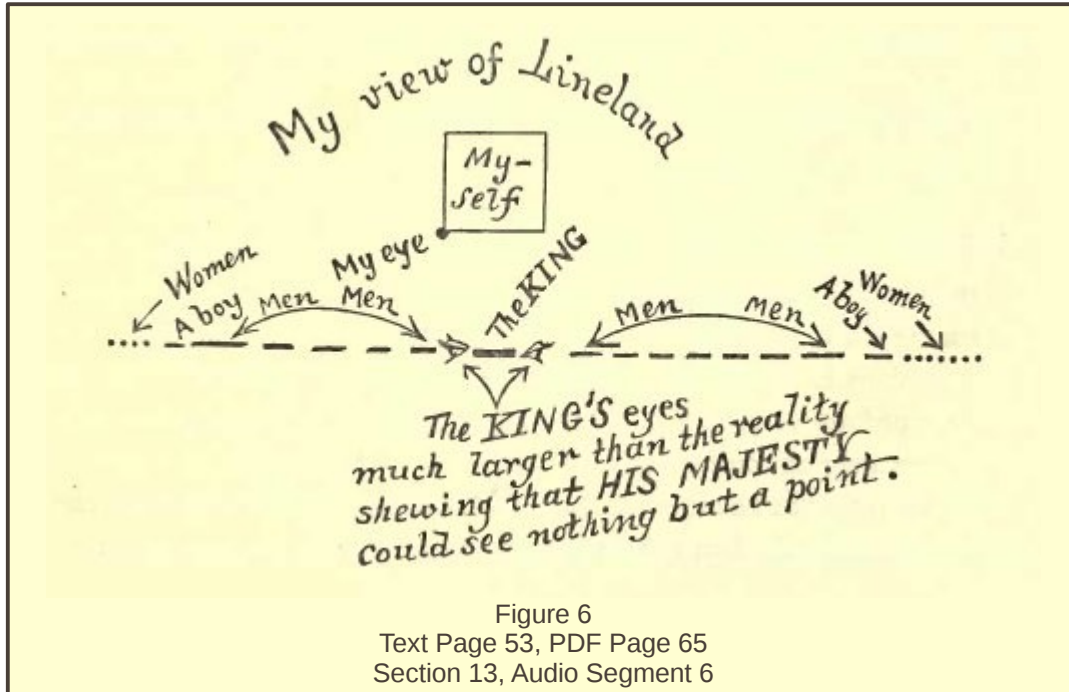 My view of Lineland
My-
self
My eye
The KING
Women
A boy
Men
Men
Men
Men
A boy
Women
The KING'S eyes
much larger than the reality
shewing that HIS MAJESTY
could see nothing but a point.
Figure 6
Text Page 53, PDF Page 65
Section 13, Audio Segment 6